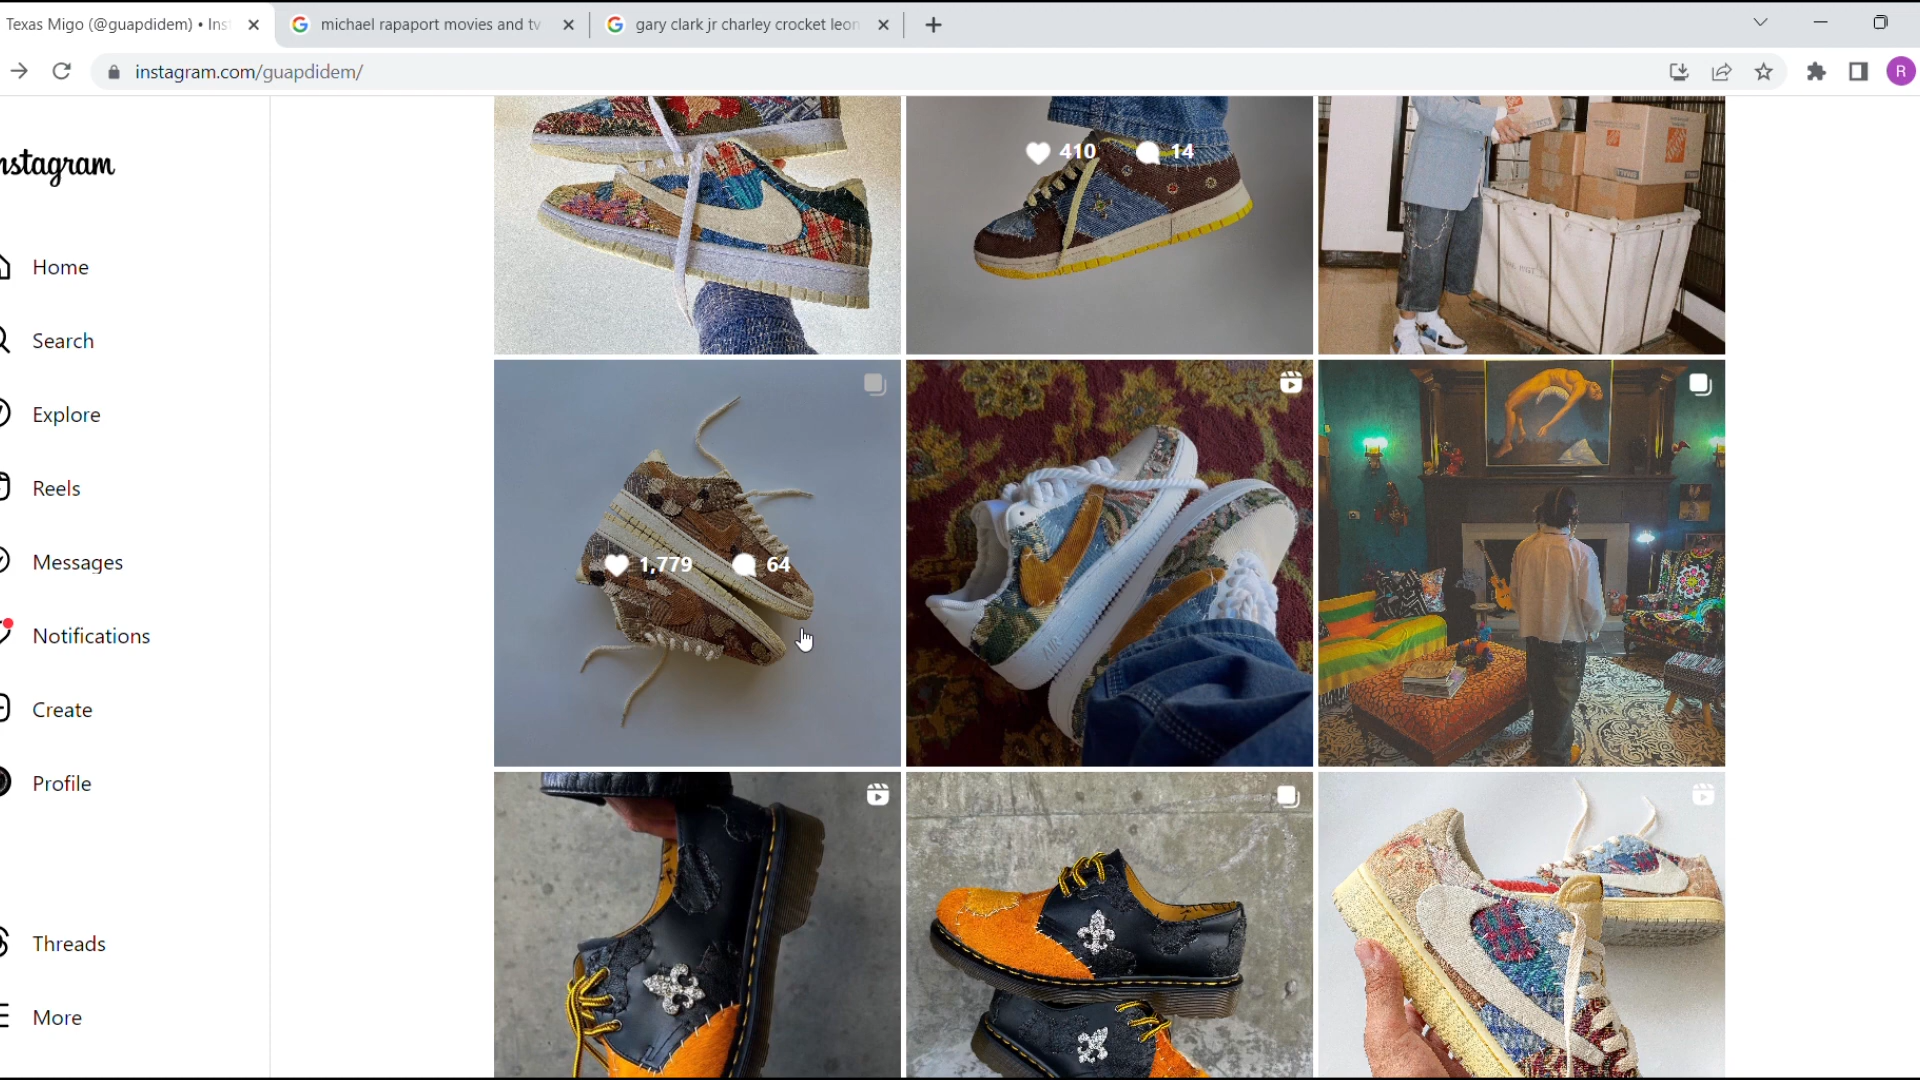 Texas Migo (@guapdidem) • Ins
michael rapaport movies and tv
gary clark jr charley crocket leon
instagram.com/guapdidem/
R
nstagram
410
14
Home
Search
Explore
Reels
1,779
64
Messages
Notifications
AIR
Create
Profile
Threads
More